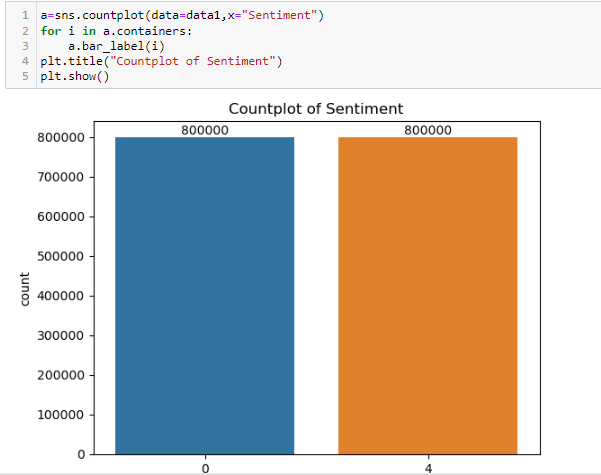 1 a=sns.countplot(data=data1,x="Sentiment")
2 for i in a.containers:
3     a.bar_label(i)
4 plt.title("Countplot of Sentiment")
5 plt.show()
Countplot of Sentiment
800000 800000
800000
700000
600000
500000
400000
300000
200000
100000
0
count
0 4